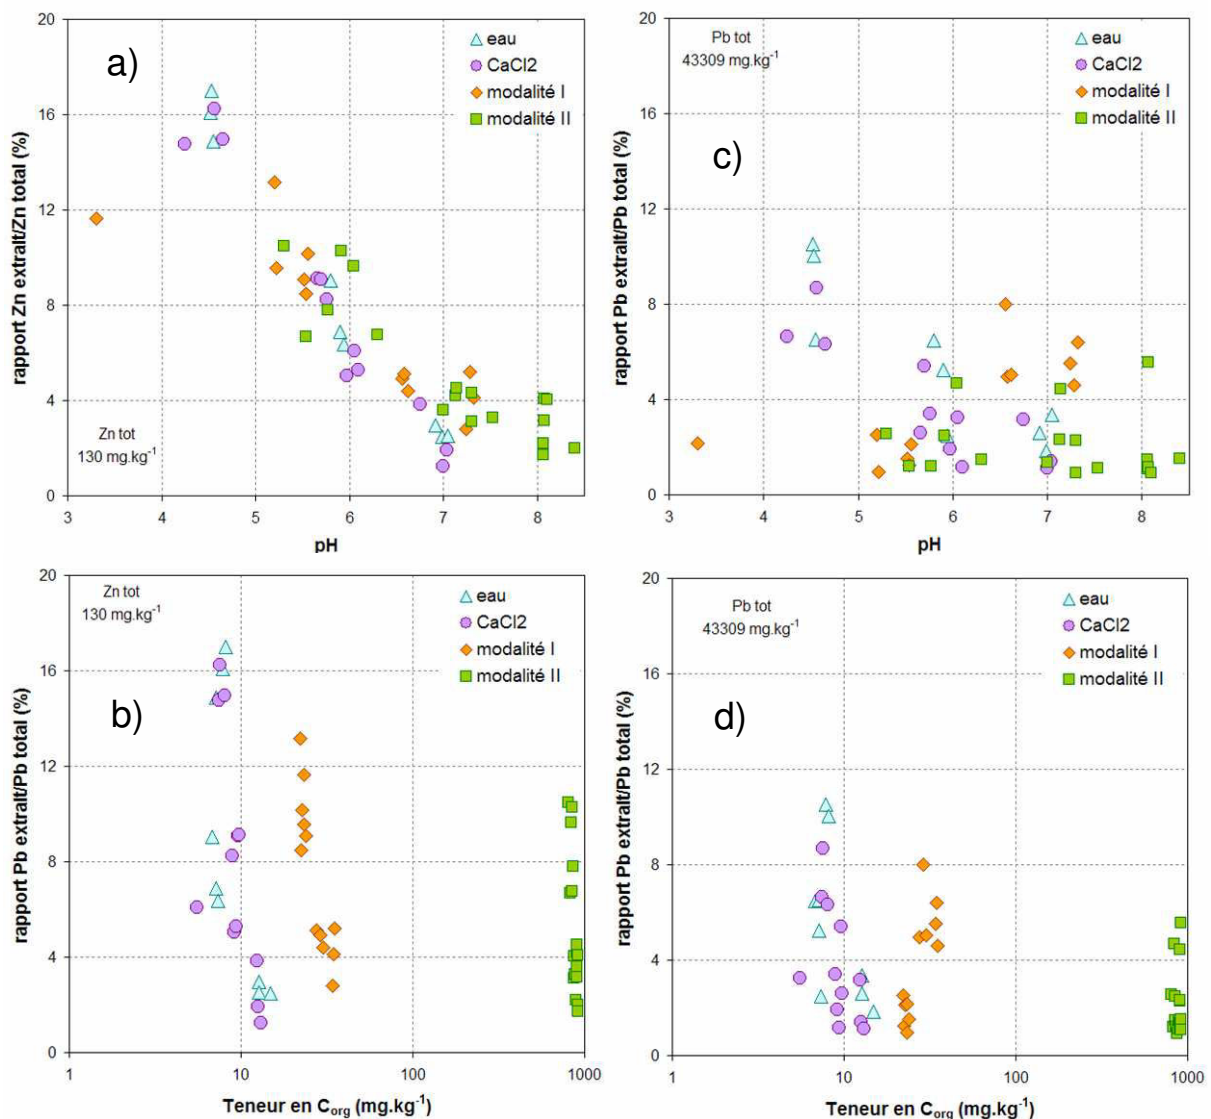 a)
rapport Zn extrait/Zn total (%)
20
16
12
8
4
0
eau
CaCl2
modalité I
modalité II
Zn tot
130 mg.kg-1
3
4
5
6
7
8
pH
c)
rapport Pb extrait/Pb total (%)
20
16
12
8
4
0
Pb tot
43309 mg.kg-1
eau
CaCl2
modalité I
modalité II
3
4
5
6
7
8
pH
b)
rapport Pb extrait/Pb total (%)
20
16
12
8
4
0
Zn tot
130 mg.kg-1
eau
CaCl2
modalité I
modalité II
1
10
100
1000
Teneur en Corg (mg.kg-1)
d)
rapport Pb extrait/Pb total (%)
20
16
12
8
4
0
Pb tot
43309 mg.kg-1
eau
CaCl2
modalité I
modalité II
1
10
100
1000
Teneur en Corg (mg.kg-1)